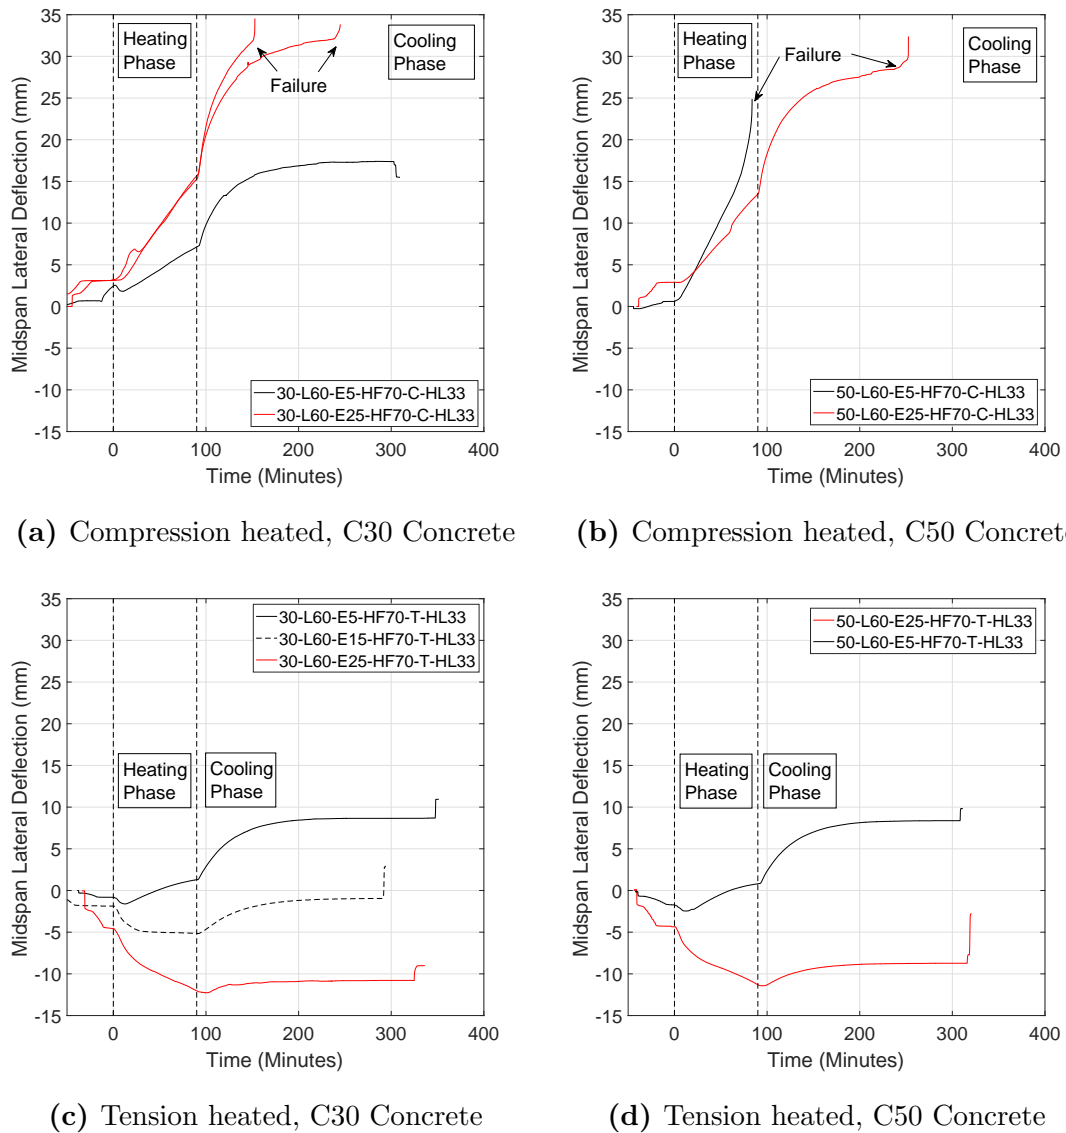 Midspan Lateral Deflection (mm)
35
30
25
20
15
10
5
0
-5
-10
-15
Heating
Phase
Cooling
Phase
Failure
30-L60-E5-HF70-C-HL33
30-L60-E25-HF70-C-HL33
0
100
200
300
400
Time (Minutes)
(a) Compression heated, C30 Concrete
Midspan Lateral Deflection (mm)
35
30
25
20
15
10
5
0
-5
-10
-15
Heating
Phase
Failure
Cooling
Phase
50-L60-E5-HF70-C-HL33
50-L60-E25-HF70-C-HL33
0
100
200
300
400
Time (Minutes)
(b) Compression heated, C50 Concrete
Midspan Lateral Deflection (mm)
35
30
25
20
15
10
5
0
-5
-10
-15
30-L60-E5-HF70-T-HL33
30-L60-E15-HF70-T-HL33
30-L60-E25-HF70-T-HL33
Heating
Phase
Cooling
Phase
0
100
200
300
400
Time (Minutes)
(c) Tension heated, C30 Concrete
Midspan Lateral Deflection (mm)
35
30
25
20
15
10
5
0
-5
-10
-15
50-L60-E25-HF70-T-HL33
50-L60-E5-HF70-T-HL33
Heating
Phase
Cooling
Phase
0
100
200
300
400
Time (Minutes)
(d) Tension heated, C50 Concrete